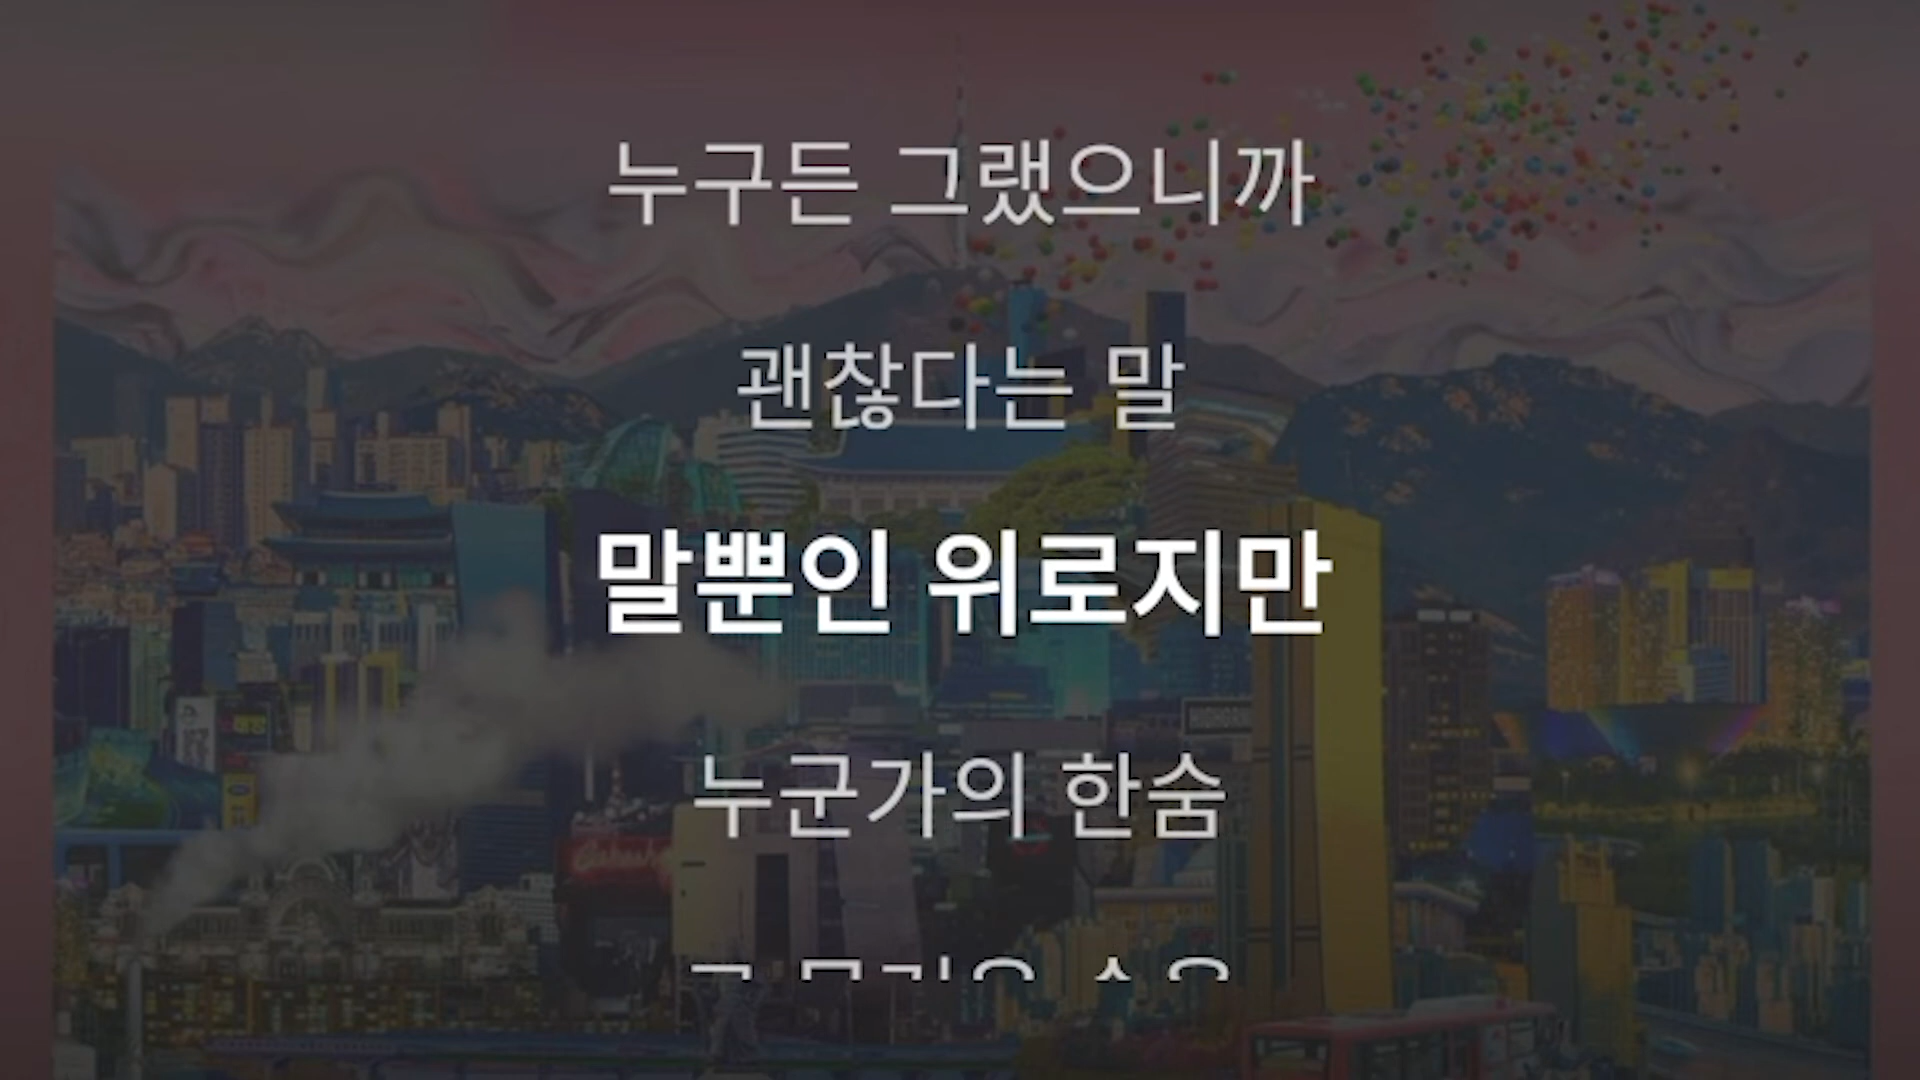 누구든 그랬으니까
괜찮다는 말
말뿐인 위로지만
누군가의 한숨